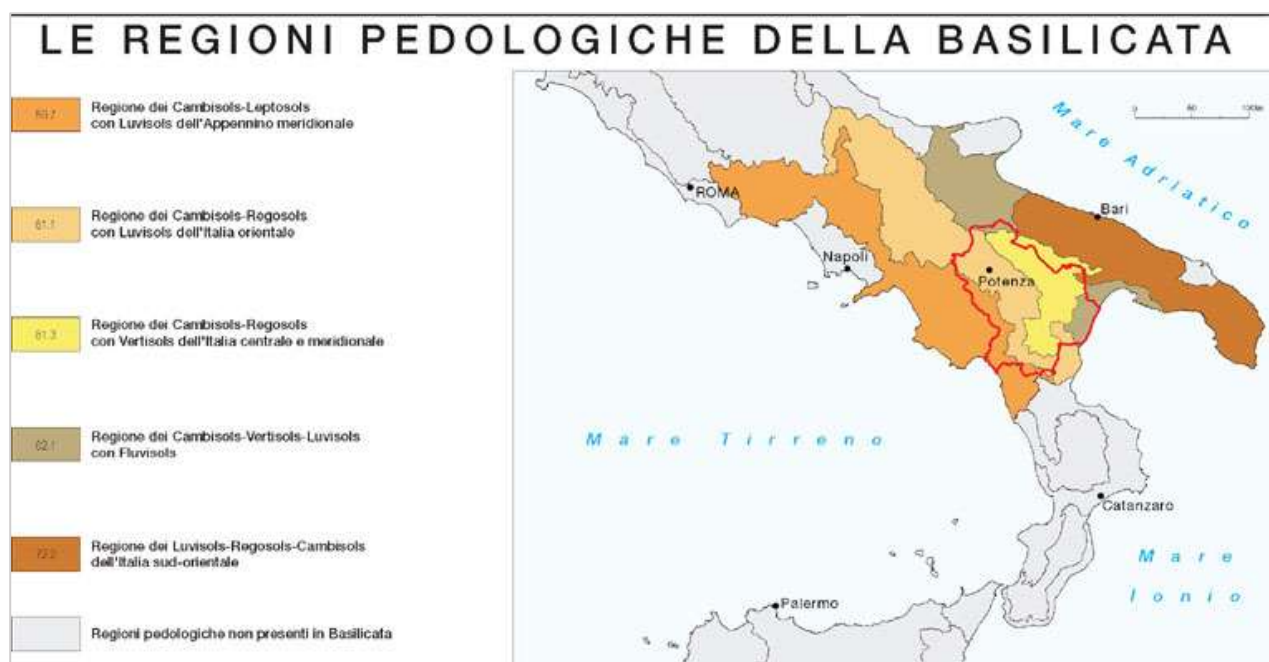 LE REGIONI PEDOLOGICHE DELLA BASILICATA
59.7
Regione dei Cambisols-Leptosols
con Luvisols dell'Appennino meridionale
61.1
Regione dei Cambisols-Regosols
con Luvisols dell'Italia orientale
61.3
Regione dei Cambisols-Regosols
con Vertisols dell'Italia centrale e meridionale
62.1
Regione dei Cambisols-Vertisols-Luvisols
con Fluvisols
Regione dei Luvisols-Regosols-Cambisols
dell'Italia sud-orientale
Regioni pedologiche non presenti in Basilicata
0
Mare Adriatico
ROMA
Bari
Napoli
Potenza
Mare Tirreno
Catanzaro
Mare
Ionio
Palermo